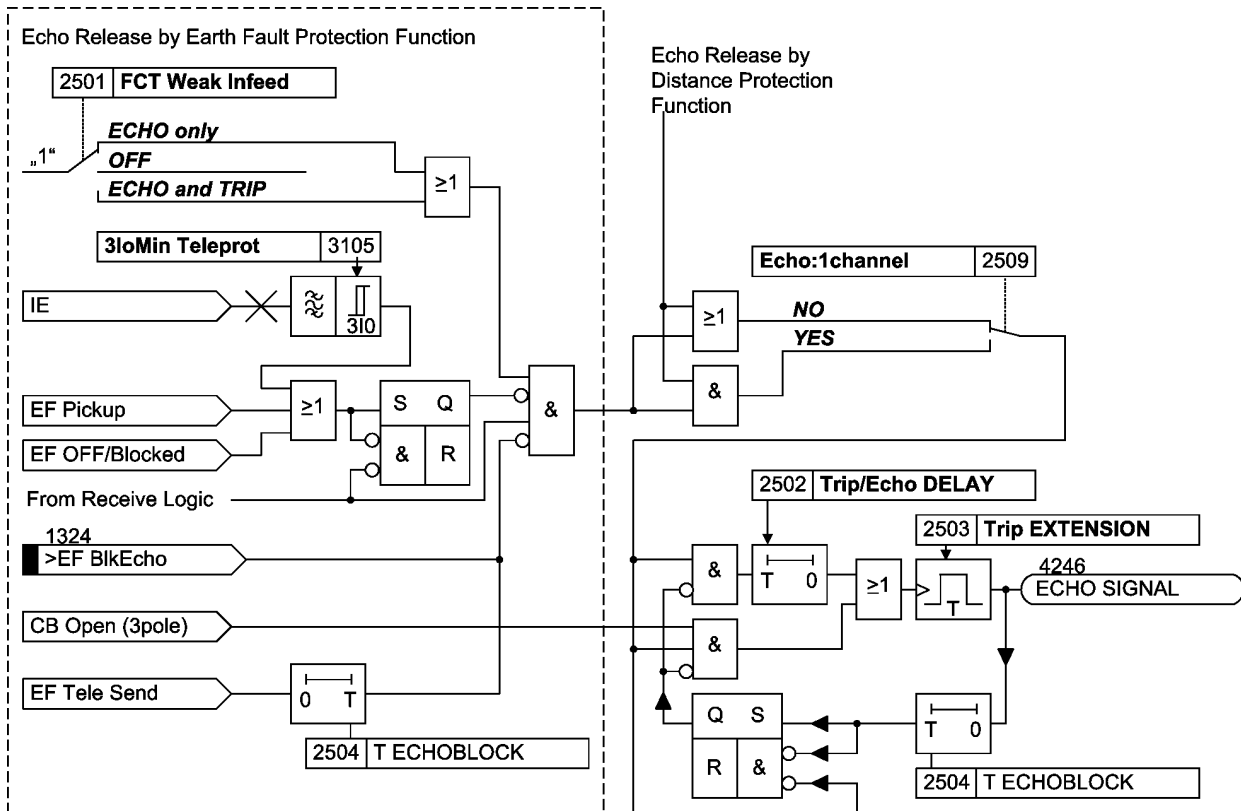 Echo Release by Earth Fault Protection Function
2501 FCT Weak Infeed
„1“
ECHO only
OFF
ECHO and TRIP
≥1
3IoMin Teleprot 3105
IE
3I0
EF Pickup
EF OFF/Blocked
≥1
S Q
& R
&
From Receive Logic
1324
>EF BlkEcho
CB Open (3pole)
EF Tele Send
0 T
2504 T ECHOBLOCK
Echo Release by
Distance Protection
Function
Echo:1channel 2509
≥1
NO
YES
&
2502 Trip/Echo DELAY
2503 Trip EXTENSION
&
T 0
≥1
T
4246
ECHO SIGNAL
&
Q S
R &
T 0
2504 T ECHOBLOCK